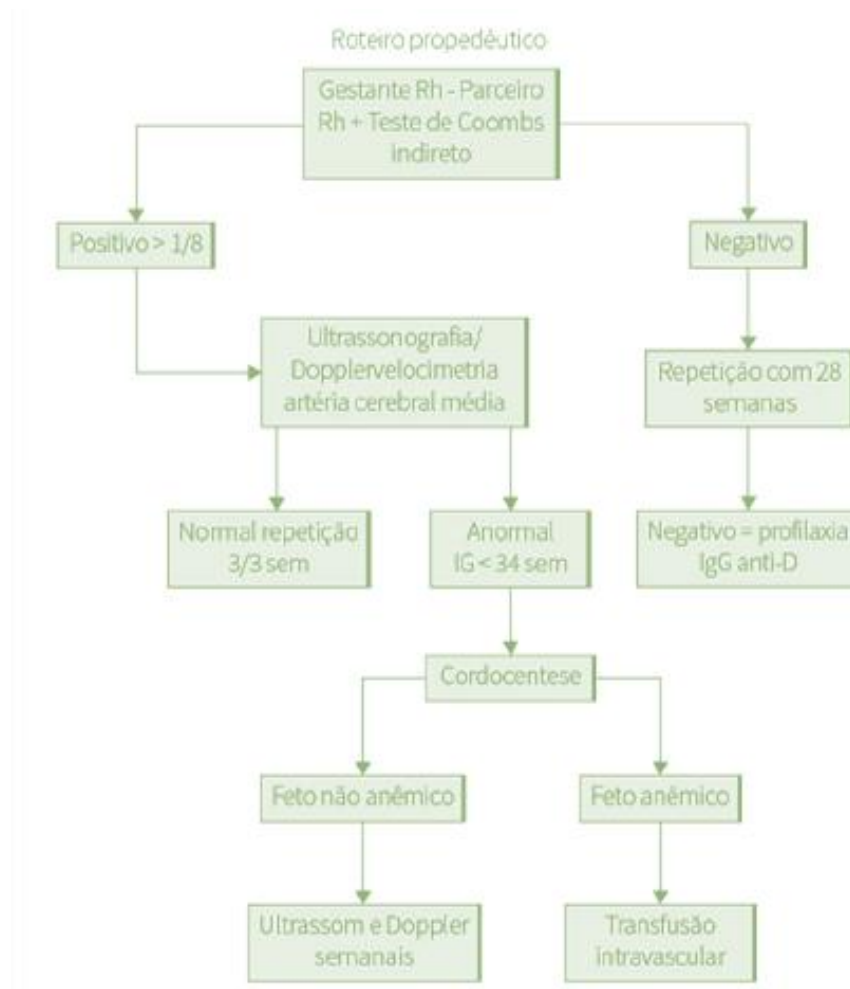 Roteiro propedêutico
Gestante Rh - Parceiro
Rh + Teste de Coombs
indireto
Positivo > 1/8
Negativo
Ultrassonografia/
Dopplervelocimetria
artéria cerebral média
Repetição com 28
semanas
Normal repetição
3/3 sem
Anormal
IG < 34 sem
Negativo = profilaxia
IgG anti-D
Cordocentese
Feto não anêmico
Feto anêmico
Ultrassom e Doppler
semanais
Transfusão
intravascular